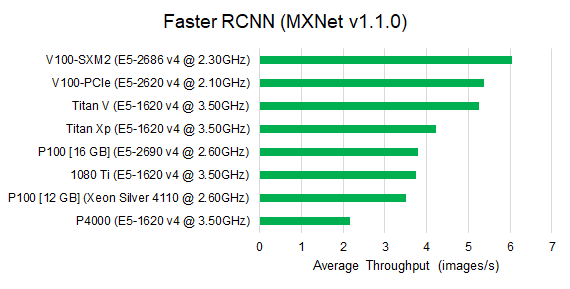 Faster RCNN (MXNet v1.1.0)
V100-SXM2 (E5-2686 v4 @ 2.30GHz)
V100-PCIe (E5-2620 v4 @ 2.10GHz)
Titan V (E5-1620 v4 @ 3.50GHz)
Titan Xp (E5-1620 v4 @ 3.50GHz)
P100 [16 GB] (E5-2690 v4 @ 2.60GHz)
1080 Ti (E5-1620 v4 @ 3.50GHz)
P100 [12 GB] (Xeon Silver 4110 @ 2.60GHz)
P4000 (E5-1620 v4 @ 3.50GHz)
0 1 2 3 4 5 6 7
Average Throughput (images/s)